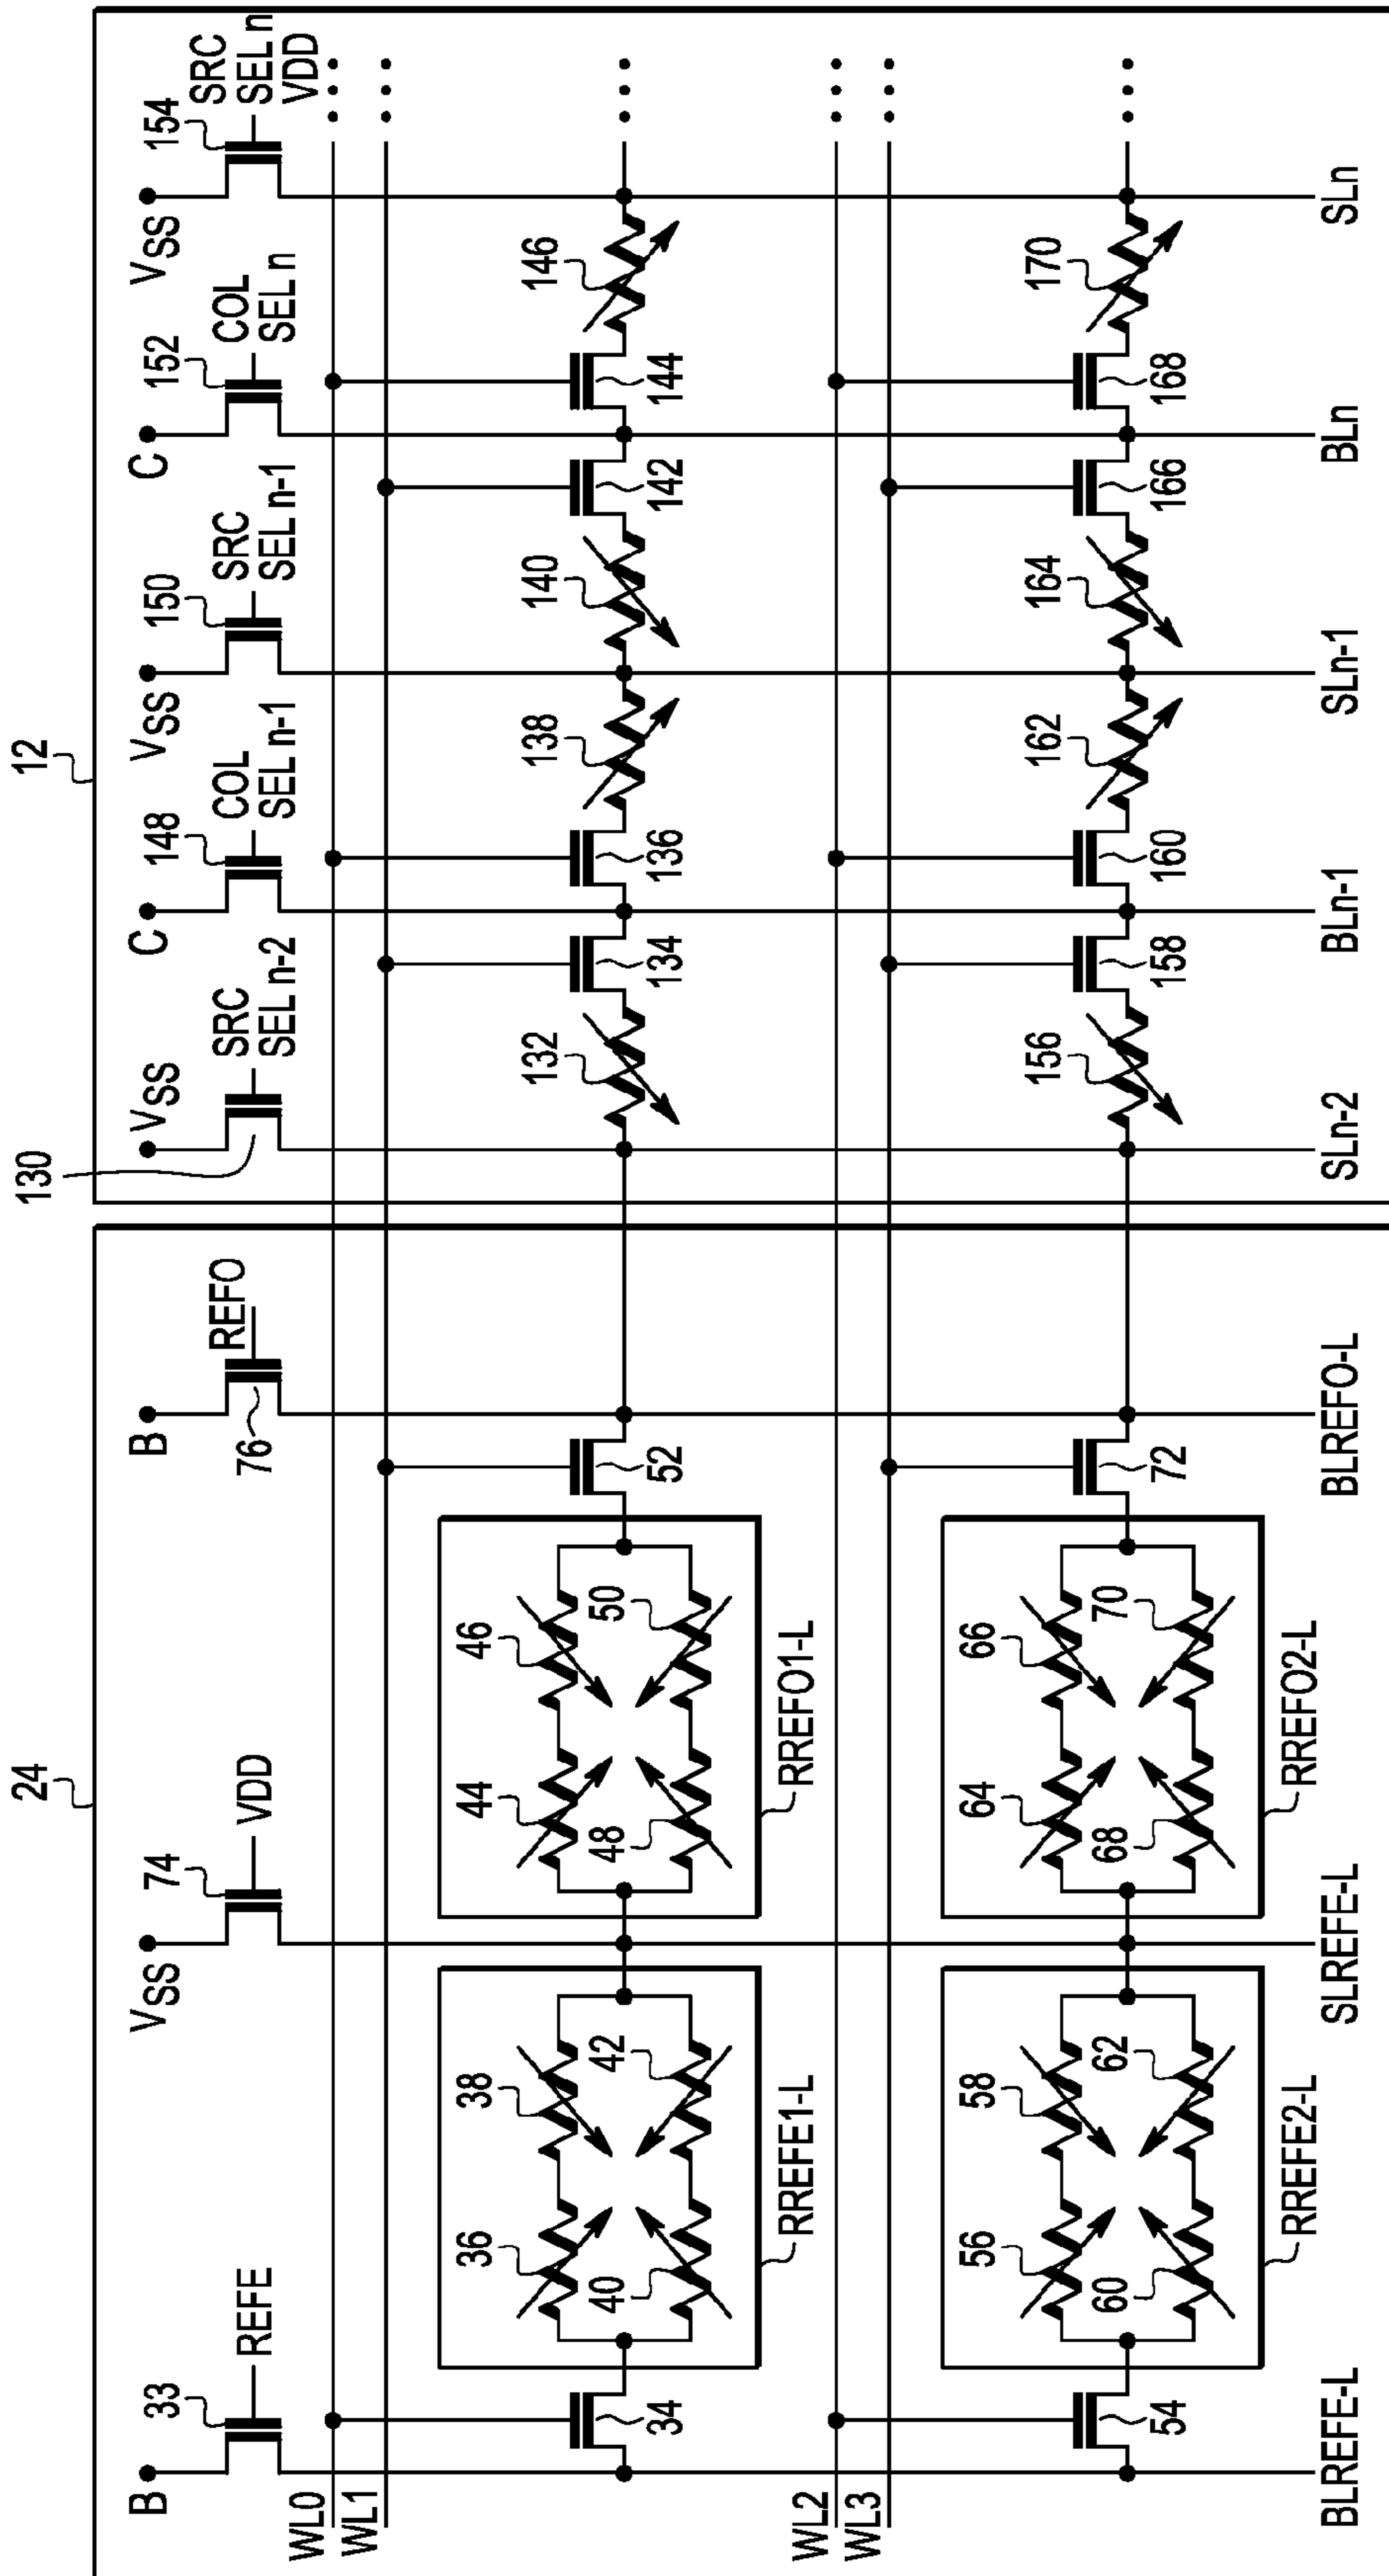 24
12
33
B
REFE
74
VSS
VDD
76
B
REFO
130
VSS
SRC
SEL n-2
148
C
COL
SEL n-1
150
VSS
SRC
SEL n-1
152
C
COL
SEL n
154
VSS
SRC
SEL n
VDD
WL0
WL1
34
36
38
40
42
RREFE1-L
44
46
48
50
RREFO1-L
52
132
134
136
138
140
142
144
146
WL2
WL3
54
56
58
60
62
RREFE2-L
64
66
68
70
RREFO2-L
72
156
158
160
162
164
166
168
170
BLREFE-L
SLREFE-L
BLREFO-L
SLn-2
BLn-1
SLn-1
BLn
SLn